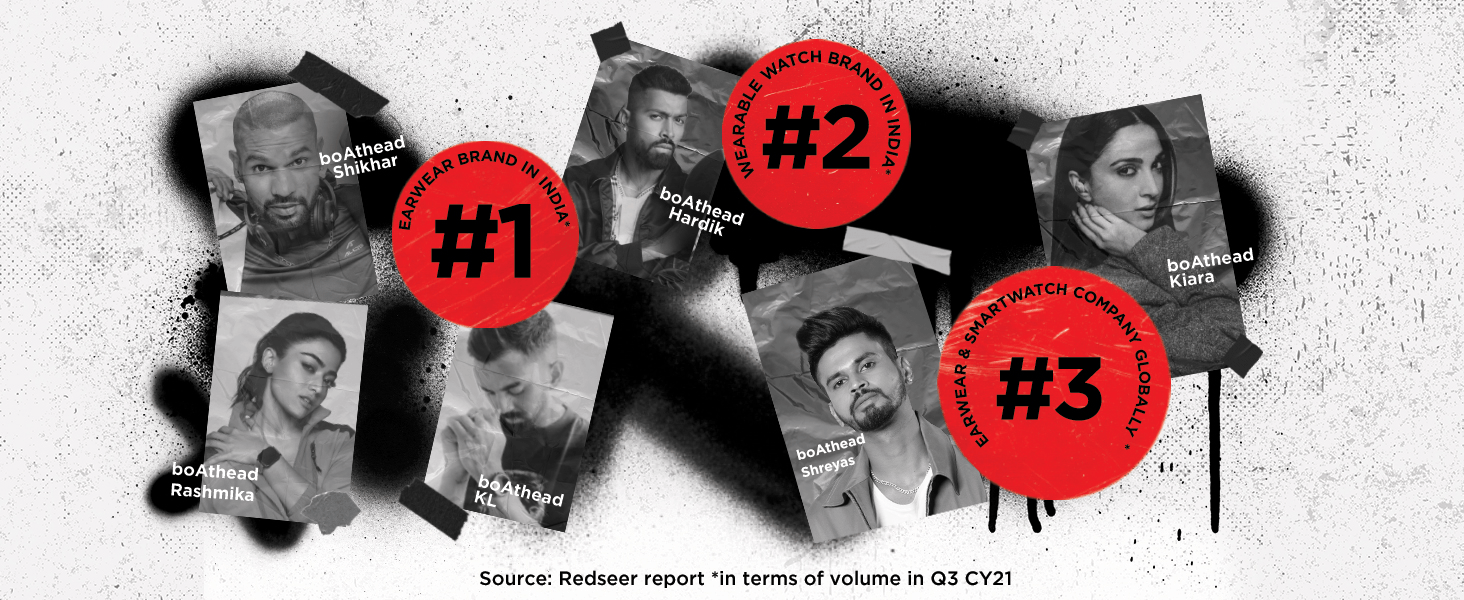 boAthead
Shikhar
EARWEAR BRAND IN INDIA*
#1
boAthead
Hardik
WEARABLE WATCH BRAND IN INDIA*
#2
boAthead
Kiara
boAthead
Rashmika
boAthead
KL
boAthead
Shreyas
EARWEAR & SMARTWATCH COMPANY GLOBALLY *
#3
Source: Redseer report *in terms of volume in Q3 CY21